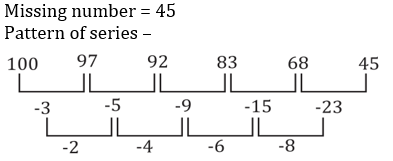 Missing number = 45
Pattern of series –
100 97 92 83 68 45
-3 -5 -9 -15 -23
-2 -4 -6 -8